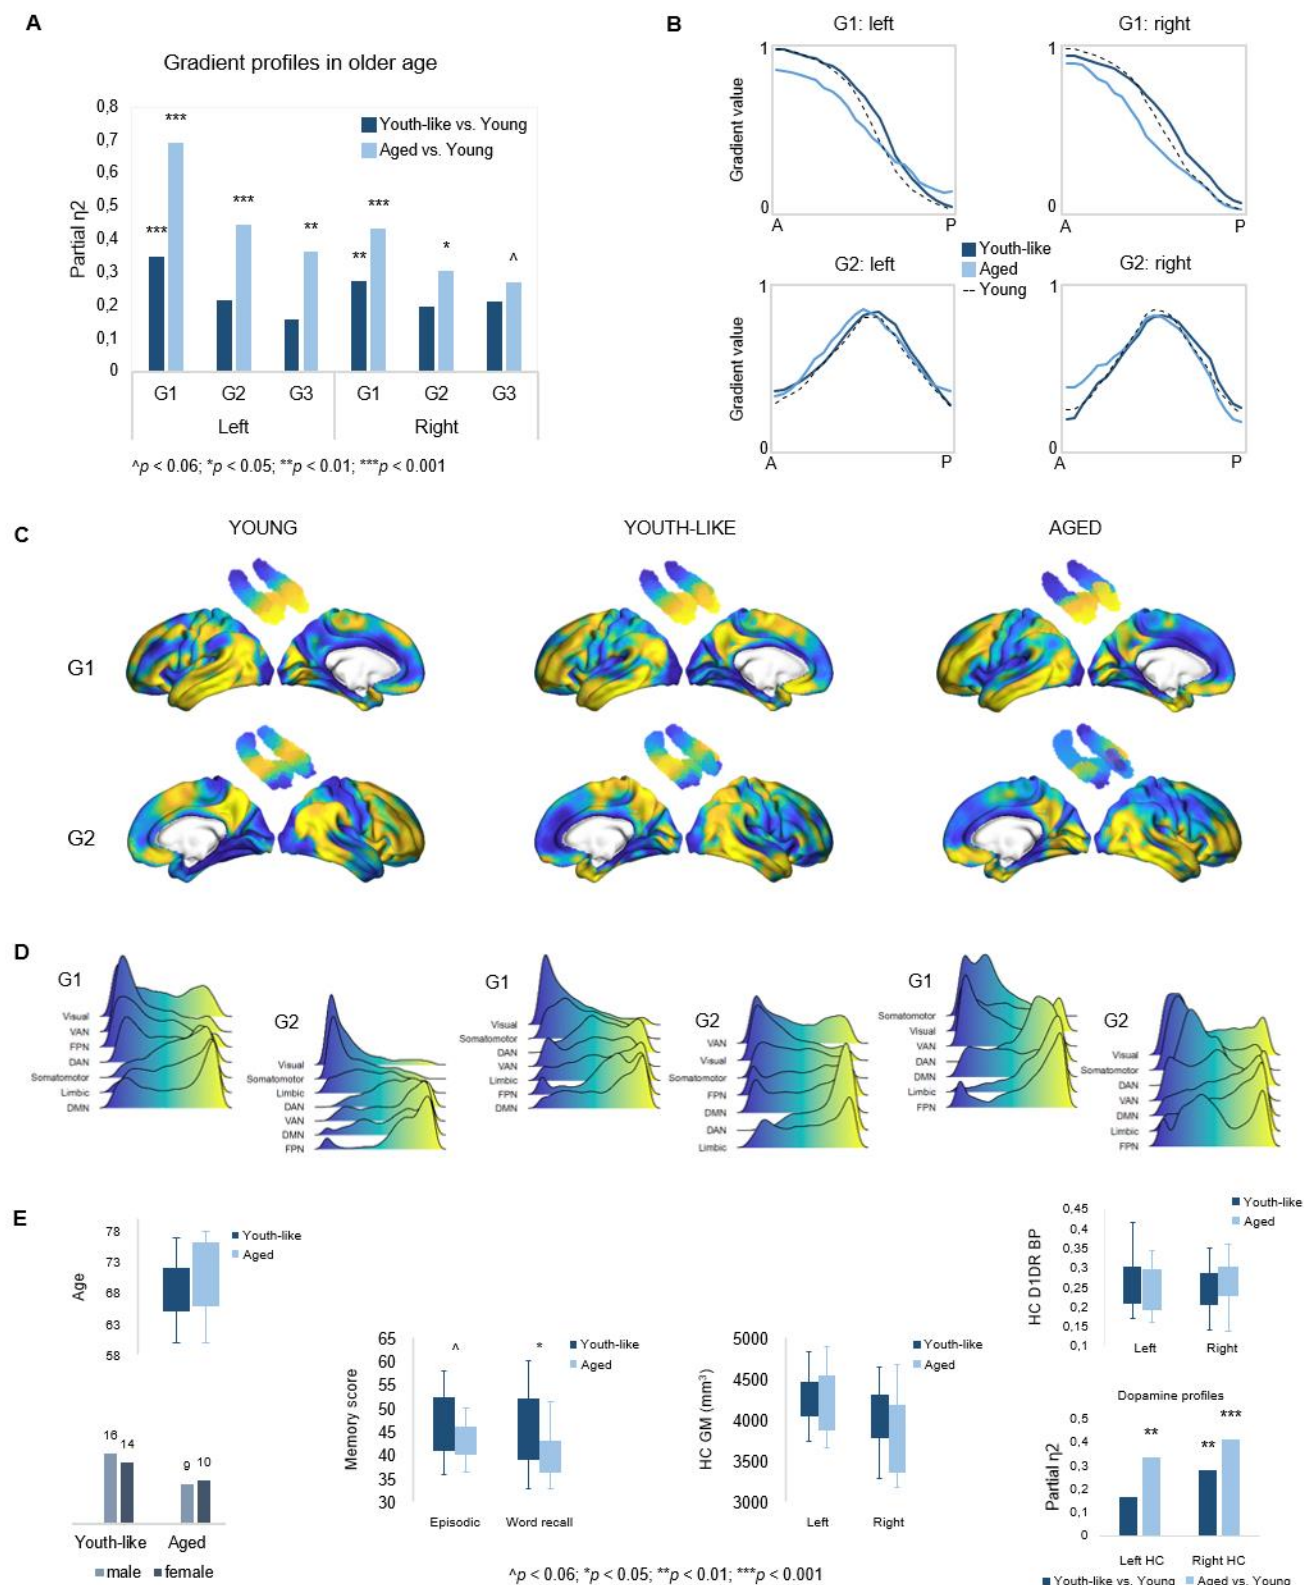 A
Gradient profiles in older age
Partial η2
0,8
0,7
0,6
0,5
0,4
0,3
0,2
0,1
0
Youth-like vs. Young
Aged vs. Young
***
***
***
**
**
***
*
^
G1
G2
G3
G1
G2
G3
Left
Right
^p < 0.06; *p < 0.05; **p < 0.01; ***p < 0.001
B
G1: left
G1: right
Gradient value
1
0
A
P
1
0
A
P
Youth-like
Aged
-- Young
G2: left
G2: right
Gradient value
1
0
A
P
1
0
A
P
C
YOUNG
YOUTH-LIKE
AGED
G1
G2
D
G1
Visual
VAN
FPN
DAN
Somatomotor
Limbic
DMN
G2
Visual
Somatomotor
Limbic
DAN
VAN
DMN
FPN
G1
Visual
Somatomotor
DAN
VAN
Limbic
FPN
DMN
G2
VAN
Visual
Somatomotor
FPN
DMN
DAN
Limbic
G1
Somatomotor
Visual
VAN
DAN
DMN
Limbic
FPN
G2
Visual
Somatomotor
DAN
VAN
DMN
Limbic
FPN
E
Age
78
73
68
63
58
Youth-like
Aged
16
14
9
10
Youth-like
Aged
male
female
Memory score
65
60
55
50
45
40
35
30
^
*
Youth-like
Aged
Episodic
Word recall
HC GM (mm³)
5000
4500
4000
3500
3000
Youth-like
Aged
Left
Right
HC D1DR BP
0,45
0,4
0,35
0,3
0,25
0,2
0,15
0,1
Youth-like
Aged
Left
Right
Dopamine profiles
Partial η2
0,5
0,4
0,3
0,2
0,1
0
**
**
***
Left HC
Right HC
Youth-like vs. Young
Aged vs. Young
^p < 0.06; *p < 0.05; **p < 0.01; ***p < 0.001